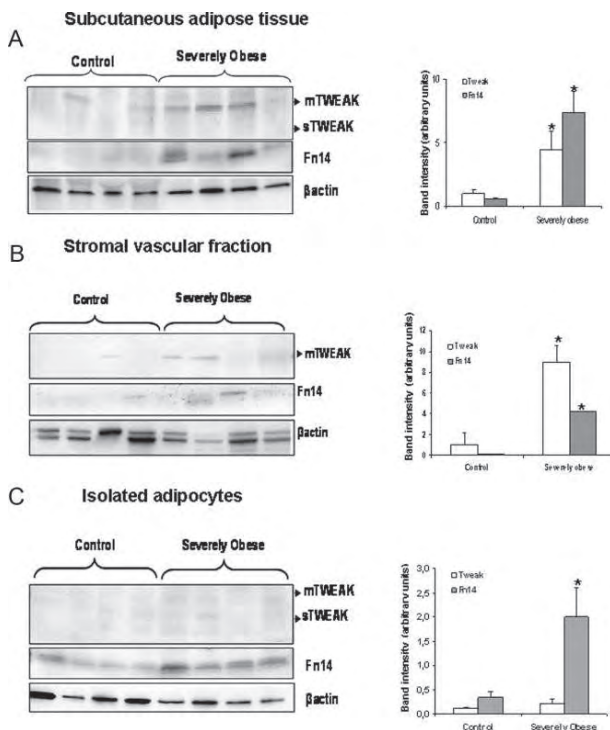 Subcutaneous adipose tissue
A
Control
Severely Obese
mTWEAK
sTWEAK
Fn14
βactin
Band intensity (arbitrary units)
10
5
0
Tweak
Fn14
*
*
Control
Severely obese
Stromal vascular fraction
B
Control
Severely Obese
mTWEAK
Fn14
βactin
Band intensity (arbitrary units)
12
10
8
6
4
2
0
Tweak
Fn14
*
*
Control
Severely obese
C
Isolated adipocytes
Control
Severely Obese
mTWEAK
sTWEAK
Fn14
βactin
Band intensity (arbitrary units)
3,0
2,5
2,0
1,5
1,0
0,5
0,0
Tweak
Fn14
*
Control
Severely Obese